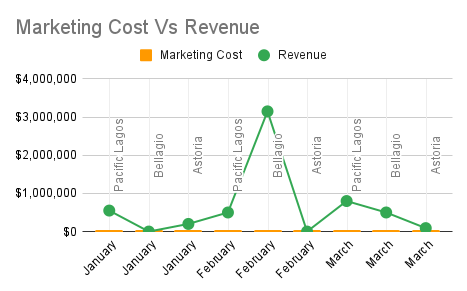 Marketing Cost Vs Revenue
Marketing Cost Revenue
$4,000,000
$3,000,000
$2,000,000
$1,000,000
$0
Pacific Lagos
Bellagio
Astoria
Pacific Lagos
Bellagio
Astoria
Pacific Lagos
Bellagio
Astoria
January
January
January
February
February
February
March
March
March